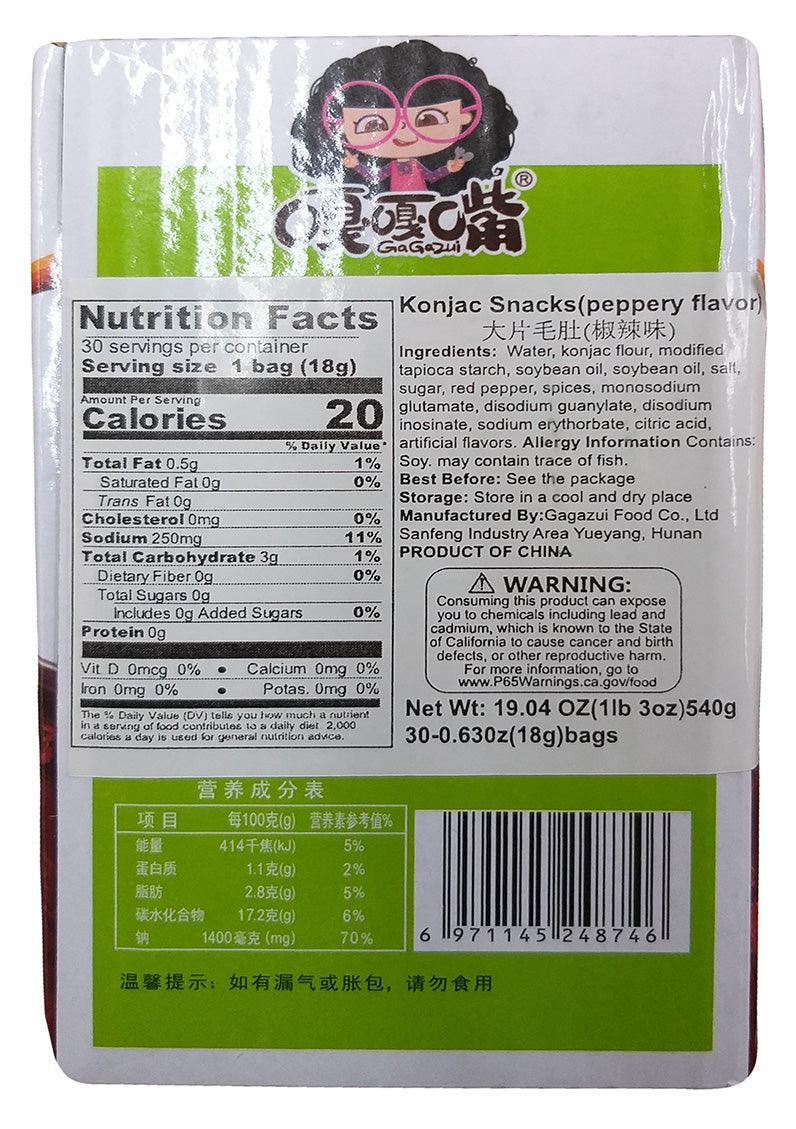 嘎嘎嘴®
GaGazui
Nutrition Facts
30 servings per container
Serving size 1 bag (18g)
Amount Per Serving
Calories 20
% Daily Value*
Total Fat 0.5g 1%
Saturated Fat 0g 0%
Trans Fat 0g
Cholesterol 0mg 0%
Sodium 250mg 11%
Total Carbohydrate 3g 1%
Dietary Fiber 0g 0%
Total Sugars 0g
Includes 0g Added Sugars 0%
Protein 0g
Vit D 0mcg 0% • Calcium 0mg 0%
Iron 0mg 0% • Potas. 0mg 0%
The % Daily Value (DV) tells you how much a nutrient
in a serving of food contributes to a daily diet 2,000
calories a day is used for general nutrition advice.
Konjac Snacks(peppery flavor)
大片毛肚(椒辣味)
Ingredients: Water, konjac flour, modified
tapioca starch, soybean oil, soybean oil, salt,
sugar, red pepper, spices, monosodium
glutamate, disodium guanylate, disodium
inosinate, sodium erythorbate, citric acid,
artificial flavors. Allergy Information Contains:
Soy. may contain trace of fish.
Best Before: See the package
Storage: Store in a cool and dry place
Manufactured By:Gagazui Food Co., Ltd
Sanfeng Industry Area Yueyang, Hunan
PRODUCT OF CHINA
⚠ WARNING:
Consuming this product can expose
you to chemicals including lead and
cadmium, which is known to the State
of California to cause cancer and birth
defects, or other reproductive harm.
For more information, go to
www.P65Warnings.ca.gov/food
Net Wt: 19.04 OZ(1lb 3oz)540g
30-0.630z(18g)bags
营养成分表
项目 每100克(g) 营养素参考值%
能量 414千焦(kJ) 5%
蛋白质 1.1克(g) 2%
脂肪 2.8克(g) 5%
碳水化合物 17.2克(g) 6%
钠 1400毫克 (mg) 70%
6 971145 248746
温馨提示：如有漏气或胀包，请勿食用